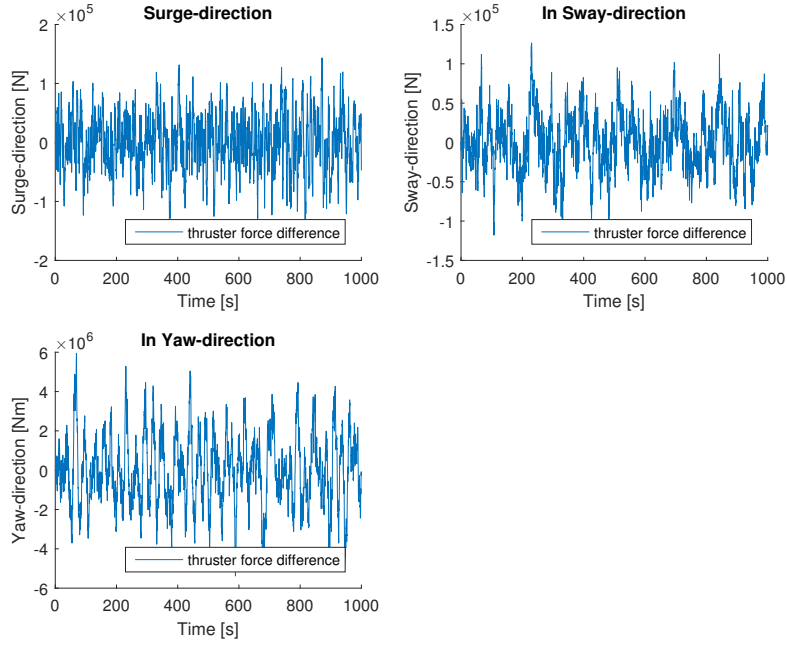 Surge-direction
×10^5
2
1
0
-1
-2
Surge-direction [N]
thruster force difference
0 200 400 600 800 1000
Time [s]
In Sway-direction
×10^5
1.5
1
0.5
0
-0.5
-1
-1.5
Sway-direction [N]
thruster force difference
0 200 400 600 800 1000
Time [s]
In Yaw-direction
×10^6
6
4
2
0
-2
-4
-6
Yaw-direction [Nm]
thruster force difference
0 200 400 600 800 1000
Time [s]